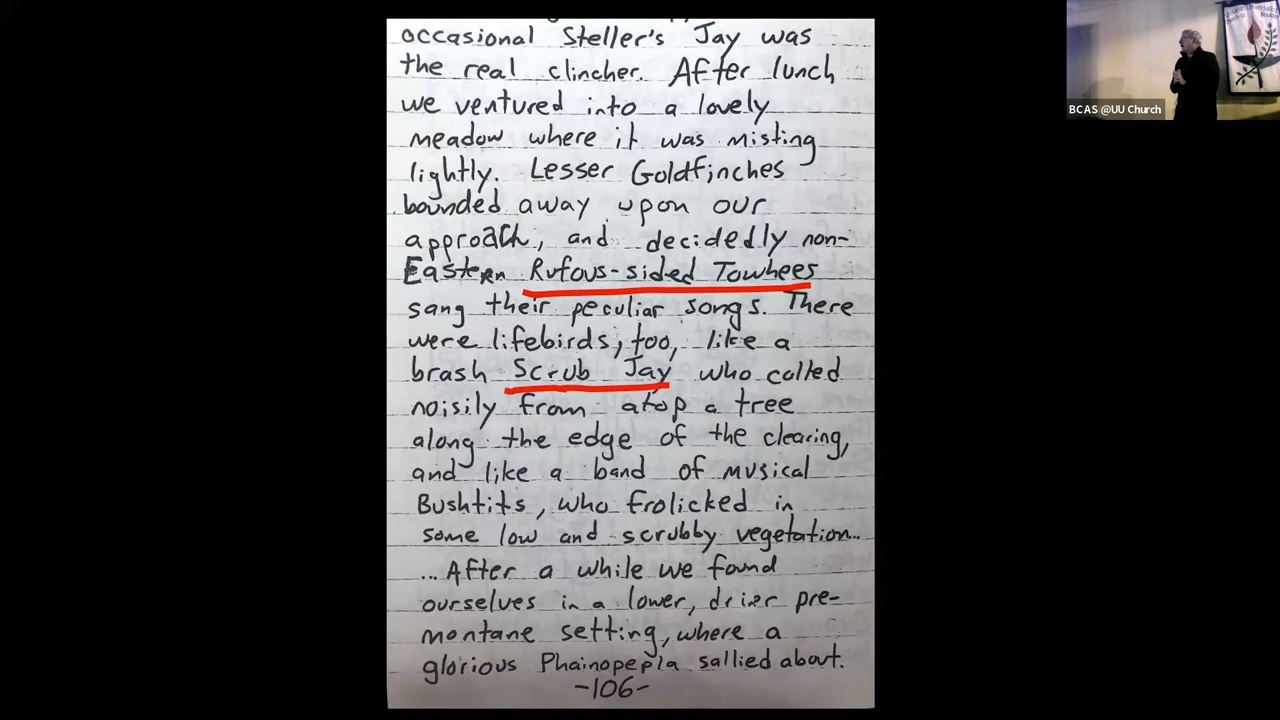 occasional Steller's Jay was
the real clincher. After lunch
we ventured into a lovely
meadow where it was misting
lightly. Lesser Goldfinches
bounded away upon our
approach, and decidedly non-
Eastern Rufous-sided Towhees
sang their peculiar songs. There
were lifebirds, too, like a
brash Scrub Jay who called
noisily from atop a tree
along the edge of the clearing,
and like a band of musical
Bushtits, who frolicked in
some low and scrubby vegetation...
...After a while we found
ourselves in a lower, drier pre-
montane setting, where a
glorious Phainopepla sallied about.
-106-
BCAS @UU Church